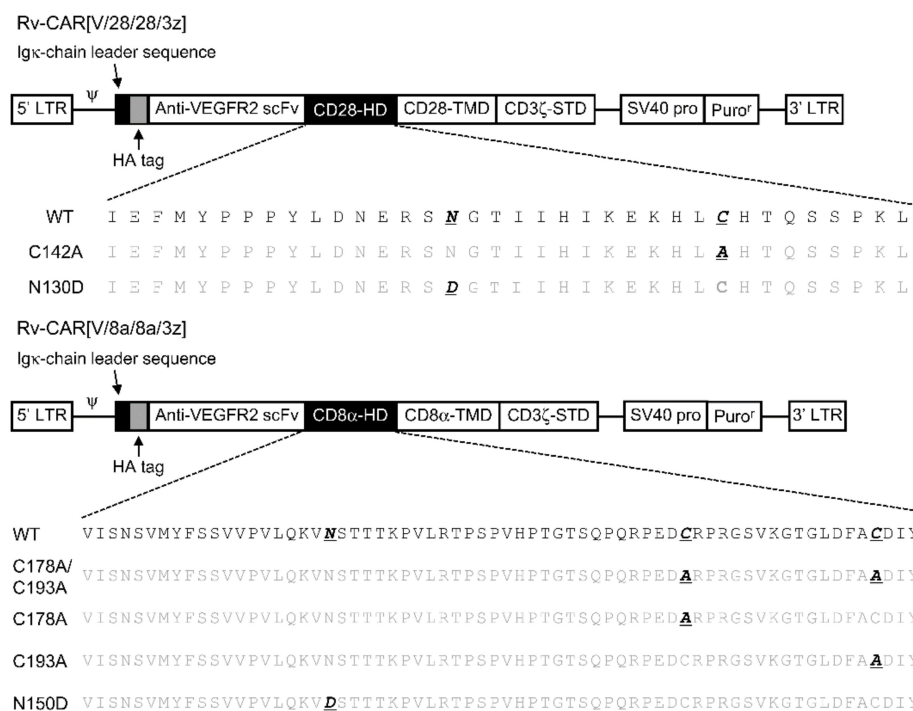 Rv-CAR[V/28/28/3z]
Igκ-chain leader sequence
5' LTR ψ Anti-VEGFR2 scFv CD28-HD CD28-TMD CD3ζ-STD SV40 pro Puroʳ 3' LTR
HA tag
WT I E F M Y P P P Y L D N E R S N G T I I H I K E K H L C H T Q S S P K L
C142A I E F M Y P P P Y L D N E R S N G T I I H I K E K H L A H T Q S S P K L
N130D I E F M Y P P P Y L D N E R S D G T I I H I K E K H L C H T Q S S P K L
Rv-CAR[V/8a/8a/3z]
Igκ-chain leader sequence
5' LTR ψ Anti-VEGFR2 scFv CD8α-HD CD8α-TMD CD3ζ-STD SV40 pro Puroʳ 3' LTR
HA tag
WT VISNSVMYFSSVVPVLQKVNSTTTKPVLRTPSPVHPTGTSQPQRPEDCRPRGSVKGTGLDFACDIY
C178A/
C193A VISNSVMYFSSVVPVLQKVNSTTTKPVLRTPSPVHPTGTSQPQRPEDARPRGSVKGTGLDFAADIY
C178A VISNSVMYFSSVVPVLQKVNSTTTKPVLRTPSPVHPTGTSQPQRPEDARPRGSVKGTGLDFACDIY
C193A VISNSVMYFSSVVPVLQKVNSTTTKPVLRTPSPVHPTGTSQPQRPEDCRPRGSVKGTGLDFAADIY
N150D VISNSVMYFSSVVPVLQKVDSTTTKPVLRTPSPVHPTGTSQPQRPEDCRPRGSVKGTGLDFACDIY